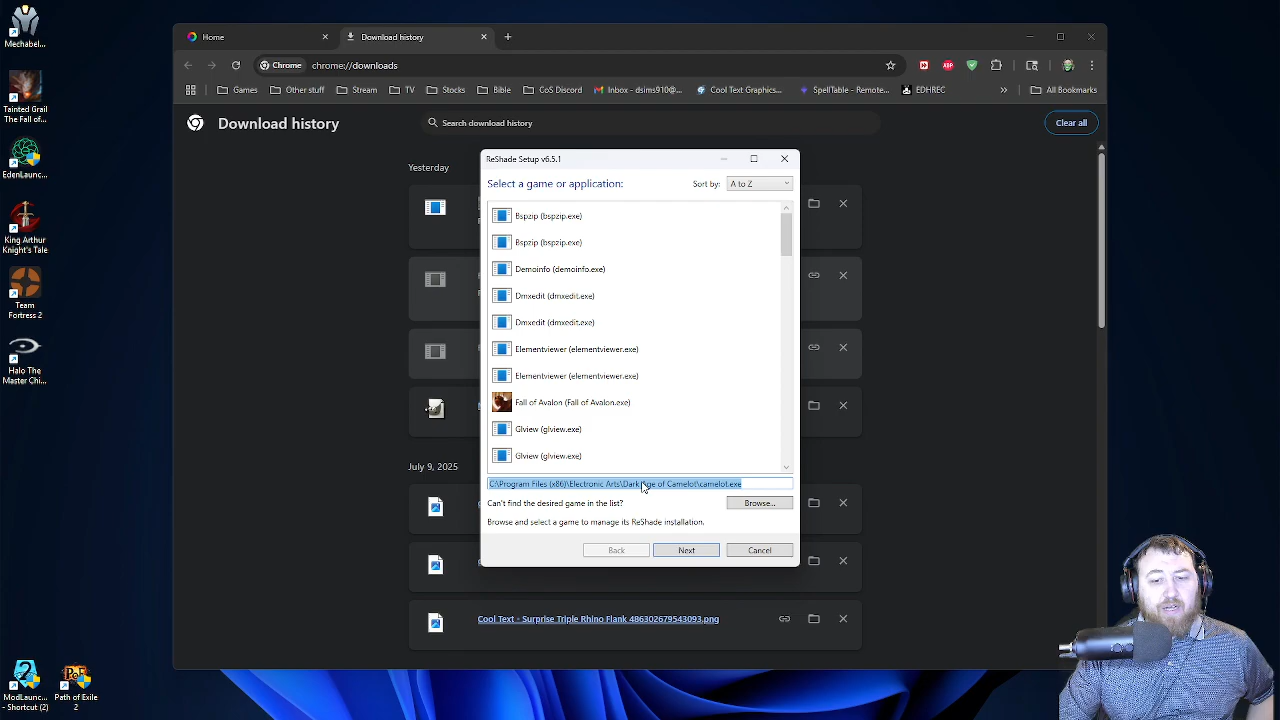 Mechabel...
Tainted Grail
The Fall of...
EdenLaunc...
King Arthur
Knight's Tale
Team
Fortress 2
Halo The
Master Chi...
ModLaunc...
- Shortcut (2)
Path of Exile
2
Home
Download history
Chrome
chrome://downloads
ABP
Games
Other stuff
Stream
TV
Stocks
Bible
CoS Discord
Inbox - dsims910@...
Cool Text Graphics...
SpellTable - Remote...
EDHREC
All Bookmarks
Download history
Search download history
Clear all
Yesterday
ReShade Setup v6.5.1
Select a game or application:
Sort by:
A to Z
Bspzip (bspzip.exe)
Bspzip (bspzip.exe)
Demoinfo (demoinfo.exe)
Dmxedit (dmxedit.exe)
Dmxedit (dmxedit.exe)
Elementviewer (elementviewer.exe)
Elementviewer (elementviewer.exe)
Fall of Avalon (Fall of Avalon.exe)
Glview (glview.exe)
Glview (glview.exe)
C:\Program Files (x86)\Electronic Arts\Dark Age of Camelot\camelot.exe
Can't find the desired game in the list?
Browse...
Browse and select a game to manage its ReShade installation.
Back
Next
Cancel
July 9, 2025
Cool Text - Surprise Triple Rhino Flank 486302679543093.png